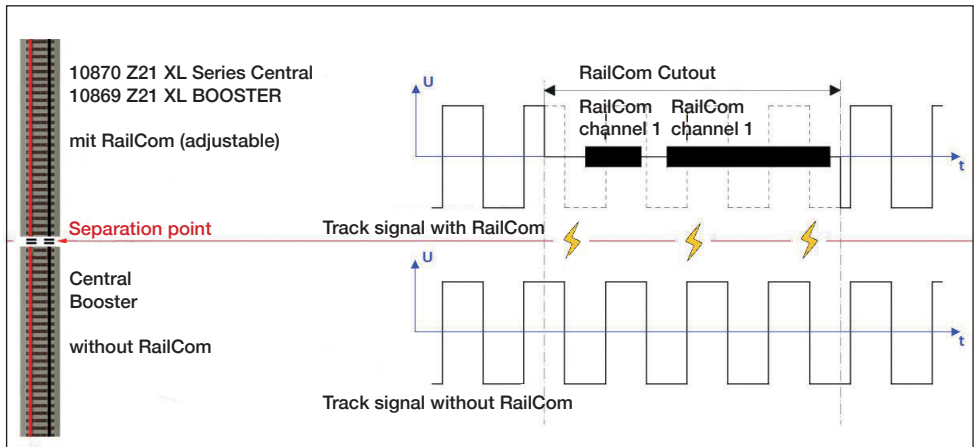 10870 Z21 XL Series Central
10869 Z21 XL BOOSTER
mit RailCom (adjustable)
Separation point
Central
Booster
without RailCom
U
RailCom Cutout
RailCom
channel 1
RailCom
channel 1
t
Track signal with RailCom
U
t
Track signal without RailCom